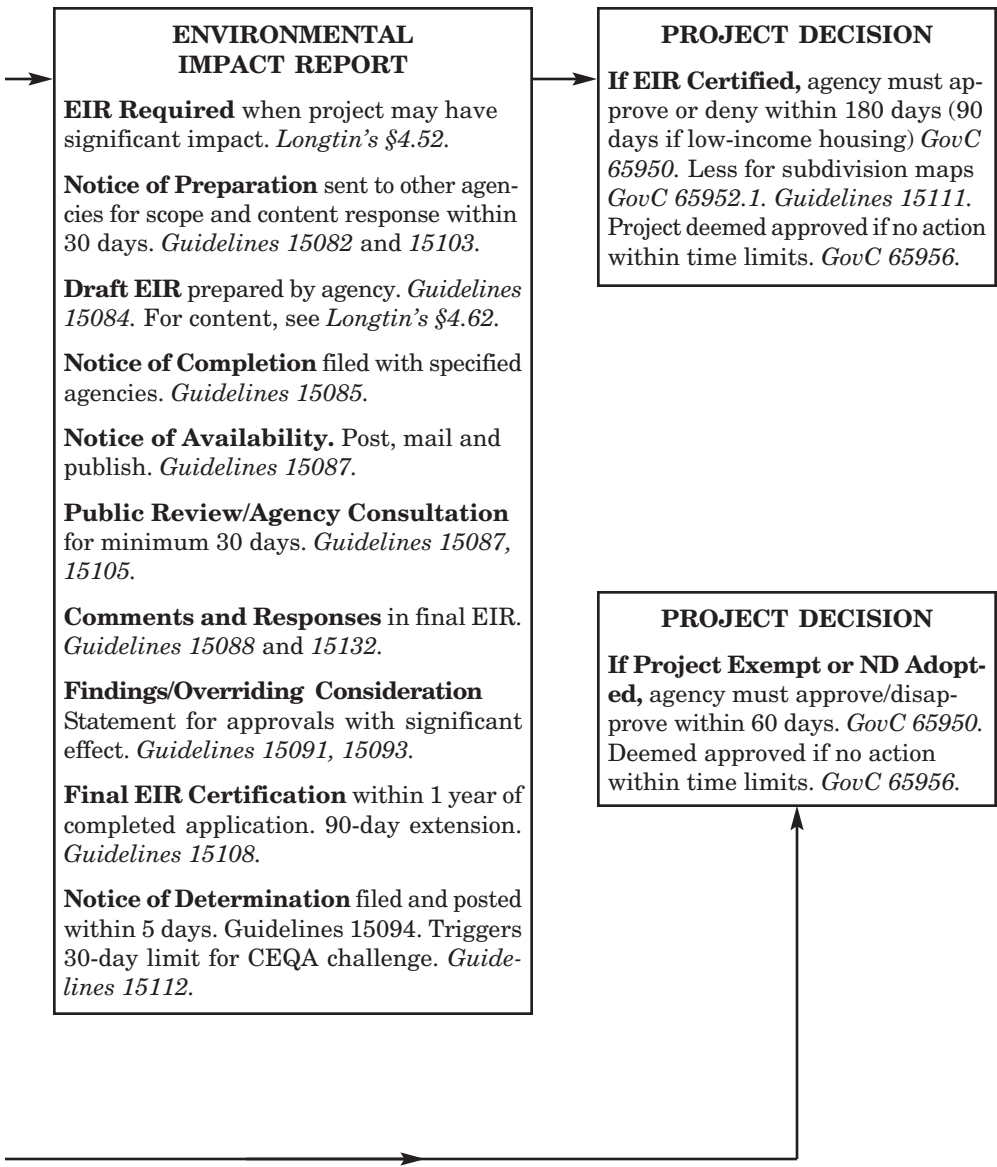 ENVIRONMENTAL
IMPACT REPORT
EIR Required when project may have
significant impact. Longtin's §4.52.
Notice of Preparation sent to other agen-
cies for scope and content response within
30 days. Guidelines 15082 and 15103.
Draft EIR prepared by agency. Guidelines
15084. For content, see Longtin's §4.62.
Notice of Completion filed with specified
agencies. Guidelines 15085.
Notice of Availability. Post, mail and
publish. Guidelines 15087.
Public Review/Agency Consultation
for minimum 30 days. Guidelines 15087,
15105.
Comments and Responses in final EIR.
Guidelines 15088 and 15132.
Findings/Overriding Consideration
Statement for approvals with significant
effect. Guidelines 15091, 15093.
Final EIR Certification within 1 year of
completed application. 90-day extension.
Guidelines 15108.
Notice of Determination filed and posted
within 5 days. Guidelines 15094. Triggers
30-day limit for CEQA challenge. Guide-
lines 15112.
PROJECT DECISION
If EIR Certified, agency must ap-
prove or deny within 180 days (90
days if low-income housing) GovC
65950. Less for subdivision maps
GovC 65952.1. Guidelines 15111.
Project deemed approved if no action
within time limits. GovC 65956.
PROJECT DECISION
If Project Exempt or ND Adopt-
ed, agency must approve/disap-
prove within 60 days. GovC 65950.
Deemed approved if no action
within time limits. GovC 65956.